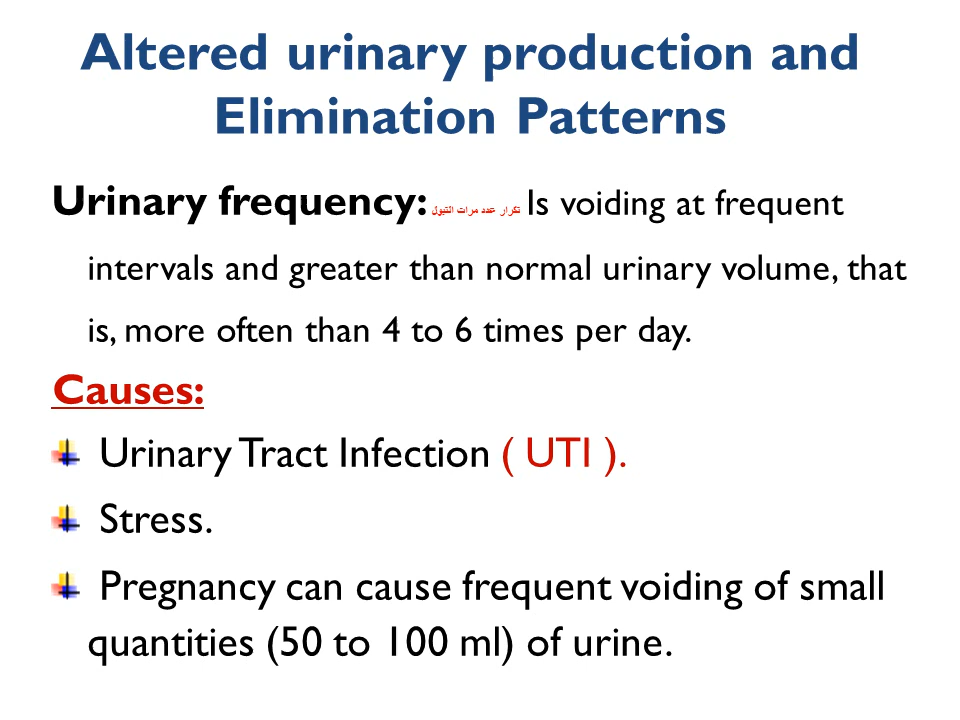 Altered urinary production and
Elimination Patterns
Urinary frequency: تكرار عدد مرات التبول Is voiding at frequent
intervals and greater than normal urinary volume, that
is, more often than 4 to 6 times per day.
Causes:
Urinary Tract Infection ( UTI ).
Stress.
Pregnancy can cause frequent voiding of small
quantities (50 to 100 ml) of urine.